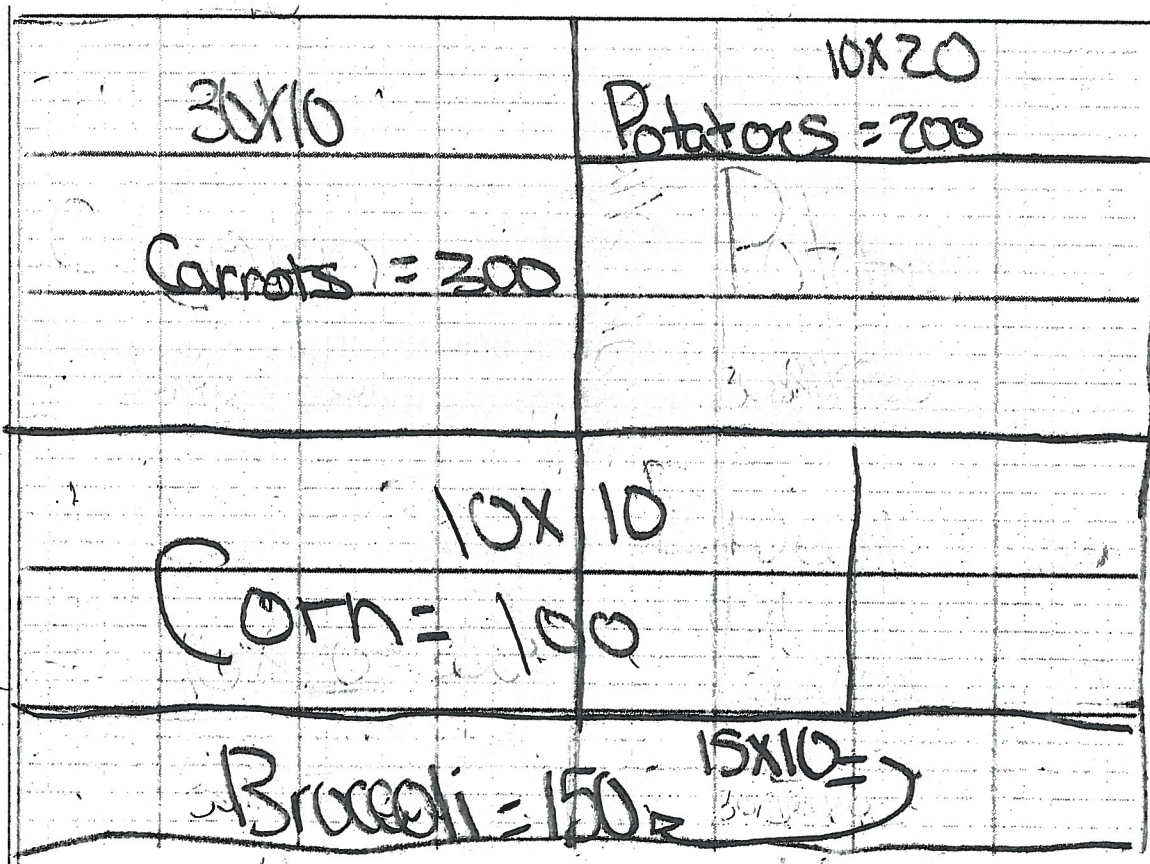 30x10
Carrots = 300
10x20
Potatoes = 200
10x10
Corn = 100
15x10=
Broccoli = 150